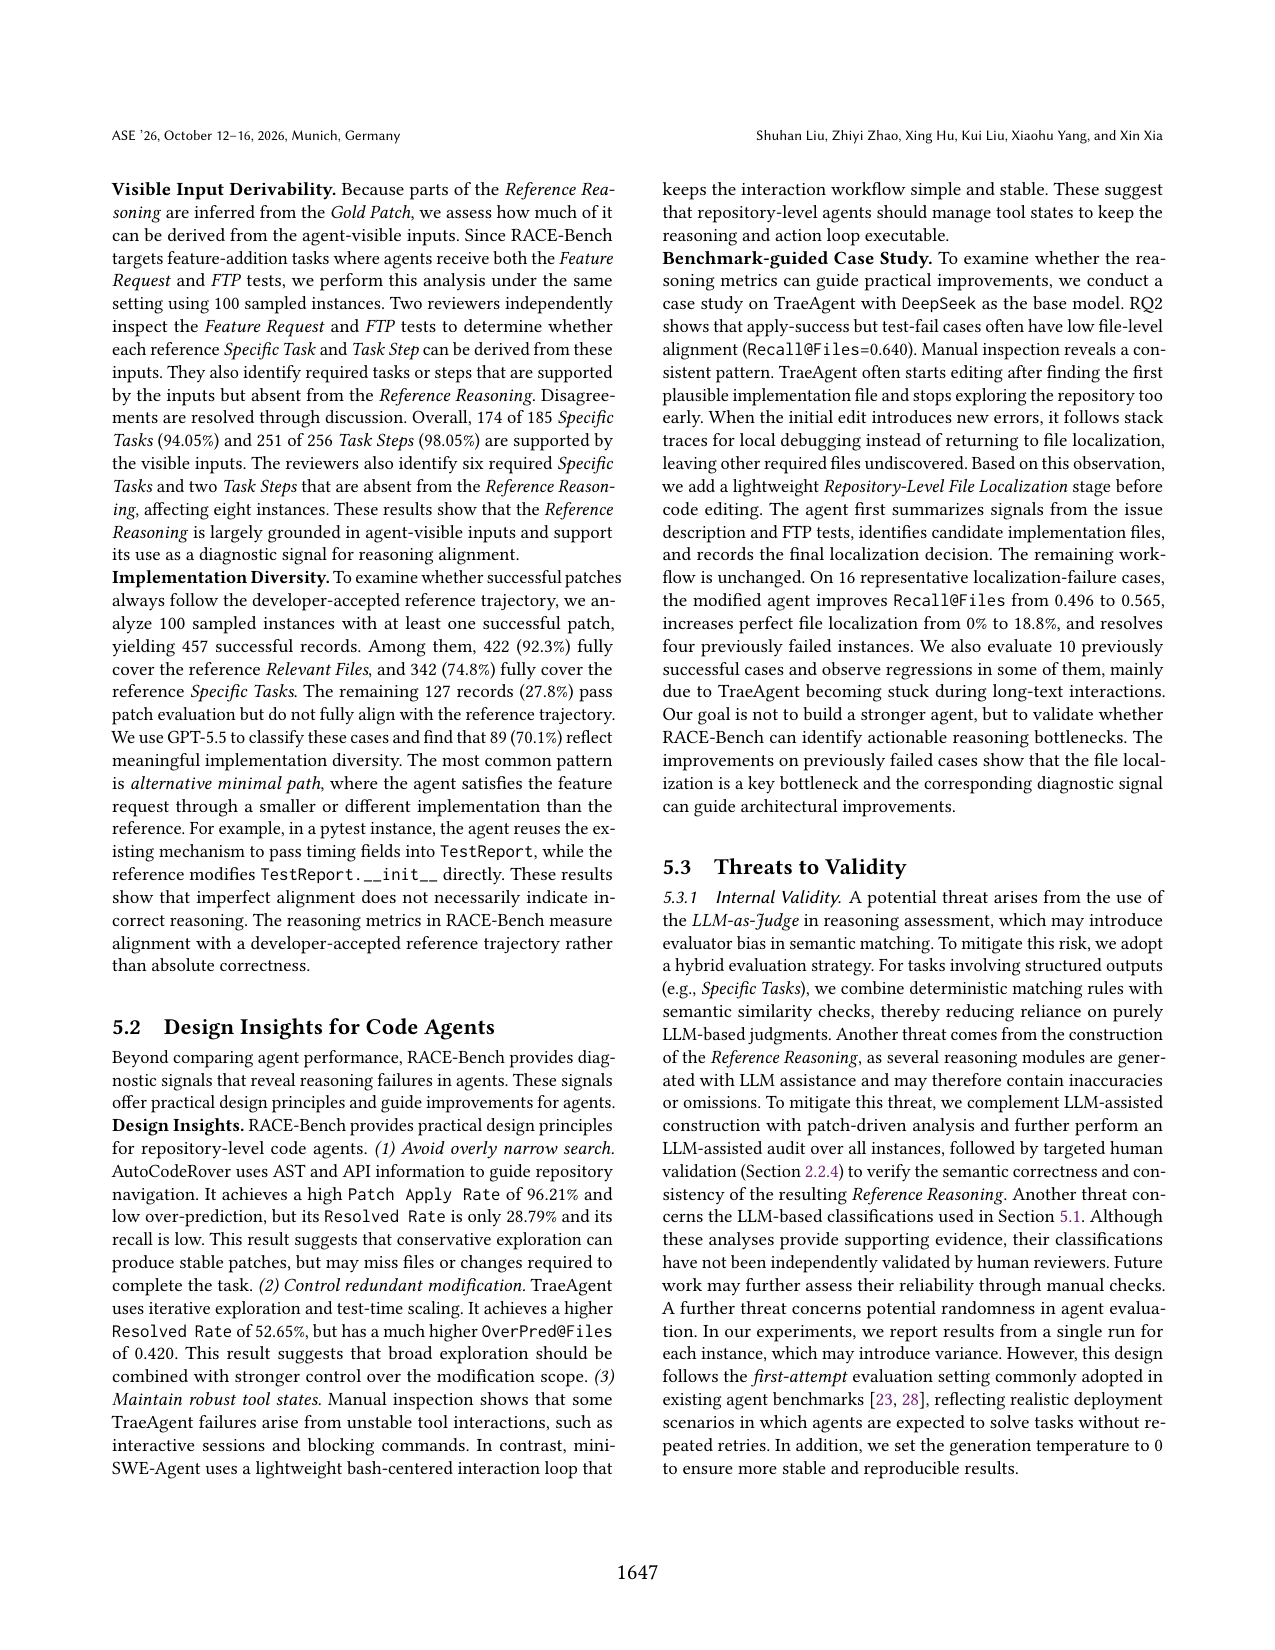 ASE ’26, October 12–16, 2026, Munich, Germany
Shuhan Liu, Zhiyi Zhao, Xing Hu, Kui Liu, Xiaohu Yang, and Xin Xia
Visible Input Derivability. Because parts of the Reference Rea-
soning are inferred from the Gold Patch, we assess how much of it
can be derived from the agent-visible inputs. Since RACE-Bench
targets feature-addition tasks where agents receive both the Feature
Request and FTP tests, we perform this analysis under the same
setting using 100 sampled instances. Two reviewers independently
inspect the Feature Request and FTP tests to determine whether
each reference Specific Task and Task Step can be derived from these
inputs. They also identify required tasks or steps that are supported
by the inputs but absent from the Reference Reasoning. Disagree-
ments are resolved through discussion. Overall, 174 of 185 Specific
Tasks (94.05%) and 251 of 256 Task Steps (98.05%) are supported by
the visible inputs. The reviewers also identify six required Specific
Tasks and two Task Steps that are absent from the Reference Reason-
ing, affecting eight instances. These results show that the Reference
Reasoning is largely grounded in agent-visible inputs and support
its use as a diagnostic signal for reasoning alignment.
Implementation Diversity. To examine whether successful patches
always follow the developer-accepted reference trajectory, we an-
alyze 100 sampled instances with at least one successful patch,
yielding 457 successful records. Among them, 422 (92.3%) fully
cover the reference Relevant Files, and 342 (74.8%) fully cover the
reference Specific Tasks. The remaining 127 records (27.8%) pass
patch evaluation but do not fully align with the reference trajectory.
We use GPT-5.5 to classify these cases and find that 89 (70.1%) reflect
meaningful implementation diversity. The most common pattern
is alternative minimal path, where the agent satisfies the feature
request through a smaller or different implementation than the
reference. For example, in a pytest instance, the agent reuses the ex-
isting mechanism to pass timing fields into TestReport, while the
reference modifies TestReport.__init__ directly. These results
show that imperfect alignment does not necessarily indicate in-
correct reasoning. The reasoning metrics in RACE-Bench measure
alignment with a developer-accepted reference trajectory rather
than absolute correctness.
5.2 Design Insights for Code Agents
Beyond comparing agent performance, RACE-Bench provides diag-
nostic signals that reveal reasoning failures in agents. These signals
offer practical design principles and guide improvements for agents.
Design Insights. RACE-Bench provides practical design principles
for repository-level code agents. (1) Avoid overly narrow search.
AutoCodeRover uses AST and API information to guide repository
navigation. It achieves a high Patch Apply Rate of 96.21% and
low over-prediction, but its Resolved Rate is only 28.79% and its
recall is low. This result suggests that conservative exploration can
produce stable patches, but may miss files or changes required to
complete the task. (2) Control redundant modification. TraeAgent
uses iterative exploration and test-time scaling. It achieves a higher
Resolved Rate of 52.65%, but has a much higher OverPred@Files
of 0.420. This result suggests that broad exploration should be
combined with stronger control over the modification scope. (3)
Maintain robust tool states. Manual inspection shows that some
TraeAgent failures arise from unstable tool interactions, such as
interactive sessions and blocking commands. In contrast, mini-
SWE-Agent uses a lightweight bash-centered interaction loop that
keeps the interaction workflow simple and stable. These suggest
that repository-level agents should manage tool states to keep the
reasoning and action loop executable.
Benchmark-guided Case Study. To examine whether the rea-
soning metrics can guide practical improvements, we conduct a
case study on TraeAgent with DeepSeek as the base model. RQ2
shows that apply-success but test-fail cases often have low file-level
alignment (Recall@Files=0.640). Manual inspection reveals a con-
sistent pattern. TraeAgent often starts editing after finding the first
plausible implementation file and stops exploring the repository too
early. When the initial edit introduces new errors, it follows stack
traces for local debugging instead of returning to file localization,
leaving other required files undiscovered. Based on this observation,
we add a lightweight Repository-Level File Localization stage before
code editing. The agent first summarizes signals from the issue
description and FTP tests, identifies candidate implementation files,
and records the final localization decision. The remaining work-
flow is unchanged. On 16 representative localization-failure cases,
the modified agent improves Recall@Files from 0.496 to 0.565,
increases perfect file localization from 0% to 18.8%, and resolves
four previously failed instances. We also evaluate 10 previously
successful cases and observe regressions in some of them, mainly
due to TraeAgent becoming stuck during long-text interactions.
Our goal is not to build a stronger agent, but to validate whether
RACE-Bench can identify actionable reasoning bottlenecks. The
improvements on previously failed cases show that the file local-
ization is a key bottleneck and the corresponding diagnostic signal
can guide architectural improvements.
5.3 Threats to Validity
5.3.1 Internal Validity. A potential threat arises from the use of
the LLM-as-Judge in reasoning assessment, which may introduce
evaluator bias in semantic matching. To mitigate this risk, we adopt
a hybrid evaluation strategy. For tasks involving structured outputs
(e.g., Specific Tasks), we combine deterministic matching rules with
semantic similarity checks, thereby reducing reliance on purely
LLM-based judgments. Another threat comes from the construction
of the Reference Reasoning, as several reasoning modules are gener-
ated with LLM assistance and may therefore contain inaccuracies
or omissions. To mitigate this threat, we complement LLM-assisted
construction with patch-driven analysis and further perform an
LLM-assisted audit over all instances, followed by targeted human
validation (Section 2.2.4) to verify the semantic correctness and con-
sistency of the resulting Reference Reasoning. Another threat con-
cerns the LLM-based classifications used in Section 5.1. Although
these analyses provide supporting evidence, their classifications
have not been independently validated by human reviewers. Future
work may further assess their reliability through manual checks.
A further threat concerns potential randomness in agent evalua-
tion. In our experiments, we report results from a single run for
each instance, which may introduce variance. However, this design
follows the first-attempt evaluation setting commonly adopted in
existing agent benchmarks [23, 28], reflecting realistic deployment
scenarios in which agents are expected to solve tasks without re-
peated retries. In addition, we set the generation temperature to 0
to ensure more stable and reproducible results.
1647